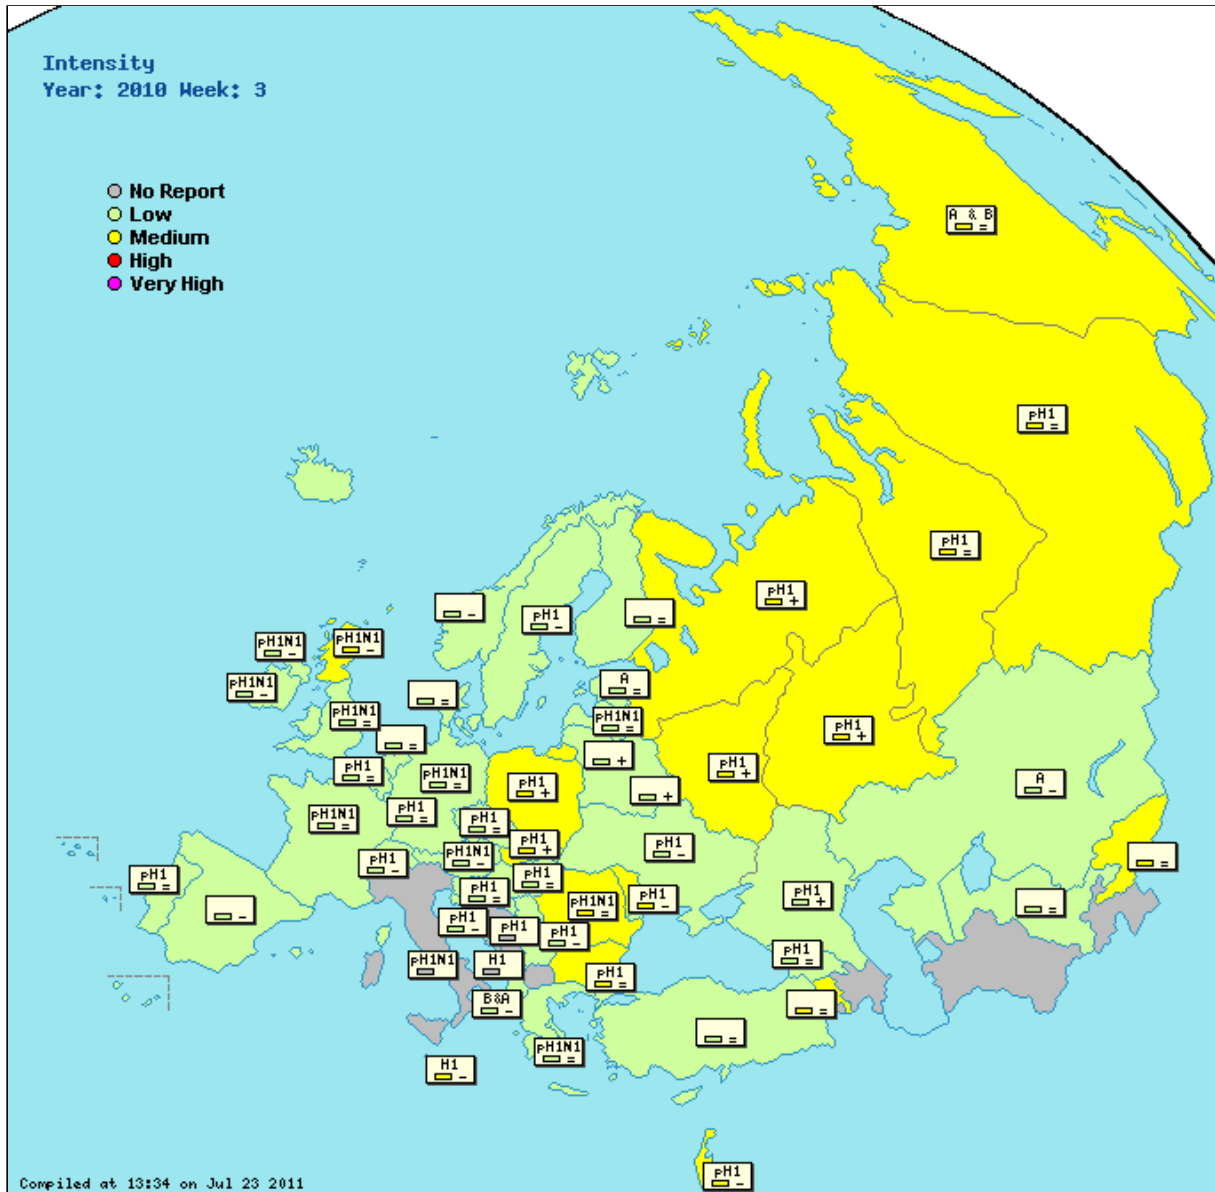 Intensity
Year: 2010 Week: 3
No Report
Low
Medium
High
Very High
A & B
=
pH1
=
pH1
=
pH1
+
-
pH1
-
=
pH1N1
-
pH1N1
-
pH1N1
-
A
=
=
pH1N1
=
pH1N1
=
pH1
+
=
+
pH1
+
pH1
=
pH1N1
=
pH1
+
+
A
-
pH1
=
pH1N1
=
pH1
=
pH1
+
pH1
-
pH1N1
-
=
pH1
-
pH1
=
pH1
=
pH1
=
pH1
-
pH1
+
=
-
pH1N1
=
pH1
-
pH1
pH1
-
pH1
=
pH1N1
H1
pH1
=
B&A
-
=
=
pH1N1
=
H1
-
pH1
-
Compiled at 13:34 on Jul 23 2011